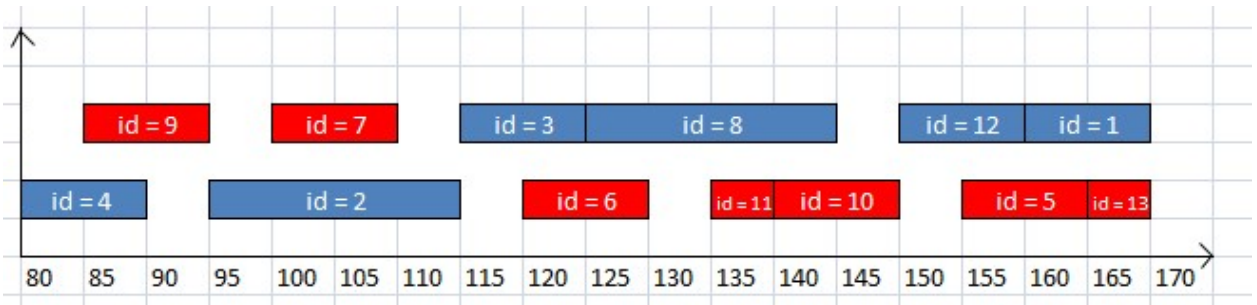 id = 9 id = 7 id = 3 id = 8 id = 12 id = 1
id = 4 id = 2 id = 6 id = 11 id = 10 id = 5 id = 13
80 85 90 95 100 105 110 115 120 125 130 135 140 145 150 155 160 165 170